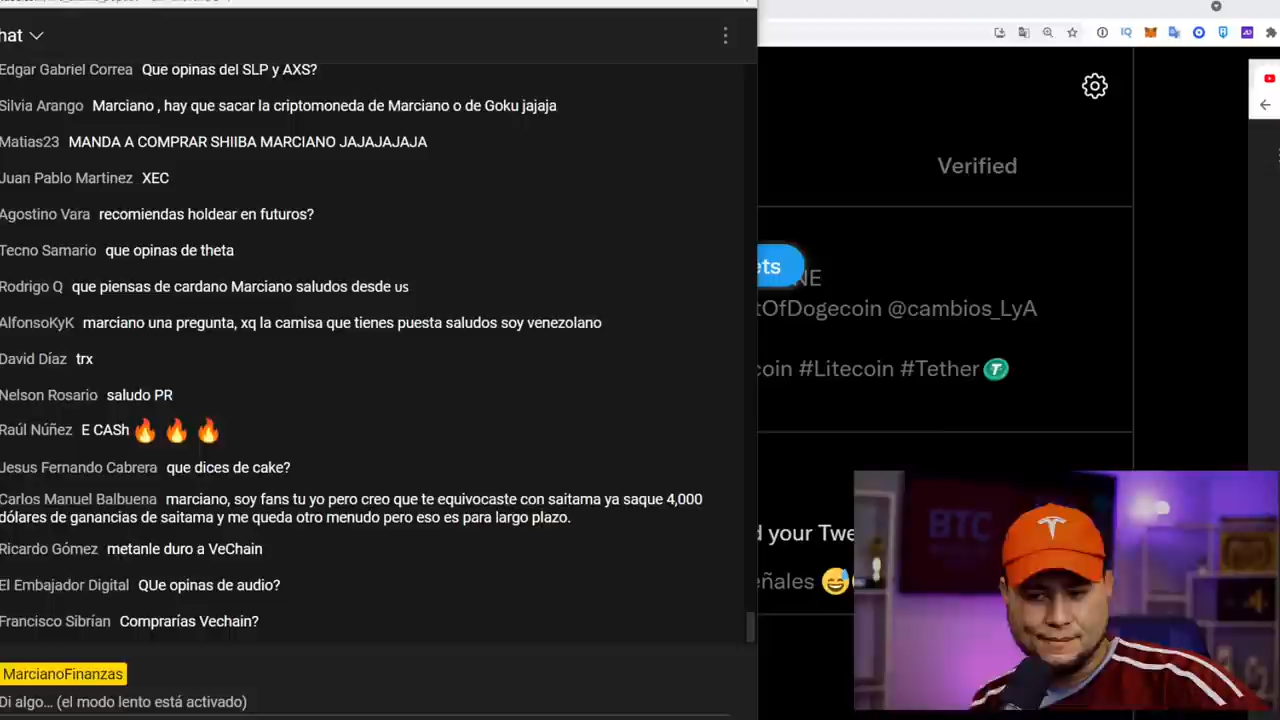 hat
Edgar Gabriel Correa Que opinas del SLP y AXS?
Silvia Arango Marciano , hay que sacar la criptomoneda de Marciano o de Goku jajaja
Matias23 MANDA A COMPRAR SHIIBA MARCIANO JAJAJAJAJA
Juan Pablo Martinez XEC
Agostino Vara recomiendas holdear en futuros?
Tecno Samario que opinas de theta
Rodrigo Q que piensas de cardano Marciano saludos desde us
AlfonsoKyK marciano una pregunta, xq la camisa que tienes puesta saludos soy venezolano
David Díaz trx
Nelson Rosario saludo PR
Raúl Núñez E CASh 🔥 🔥 🔥
Jesus Fernando Cabrera que dices de cake?
Carlos Manuel Balbuena marciano, soy fans tu yo pero creo que te equivocaste con saitama ya saque 4,000
dólares de ganancias de saitama y me queda otro menudo pero eso es para largo plazo.
Ricardo Gómez metanle duro a VeChain
El Embajador Digital QUe opinas de audio?
Francisco Sibrían Comprarías Vechain?
MarcianoFinanzas
Di algo... (el modo lento está activado)
Verified
ets
NE
tOfDogecoin @cambios_LyA
coin #Litecoin #Tether
d your Twe
eñales 😅
BTC